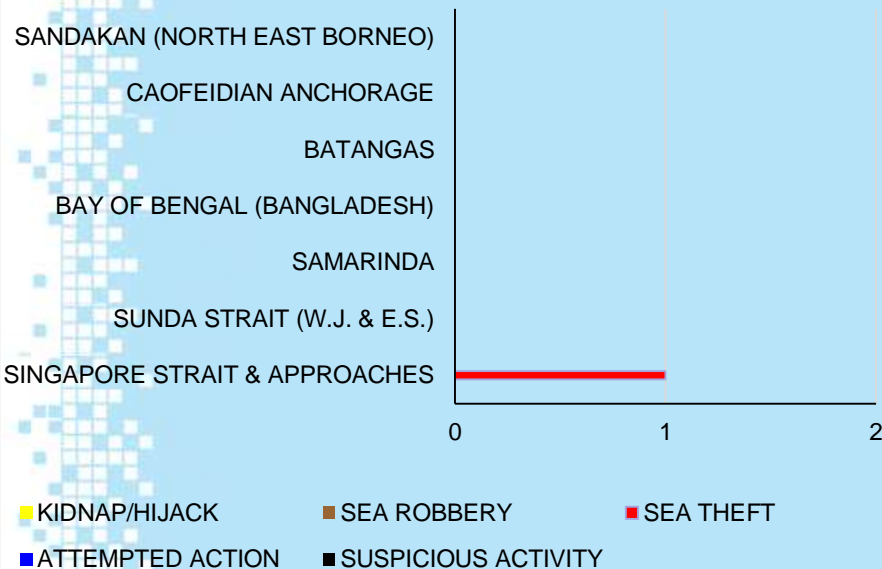 SANDAKAN (NORTH EAST BORNEO)
CAOFEIDIAN ANCHORAGE
BATANGAS
BAY OF BENGAL (BANGLADESH)
SAMARINDA
SUNDA STRAIT (W.J. & E.S.)
SINGAPORE STRAIT & APPROACHES
0 1 2
KIDNAP/HIJACK SEA ROBBERY SEA THEFT
ATTEMPTED ACTION SUSPICIOUS ACTIVITY